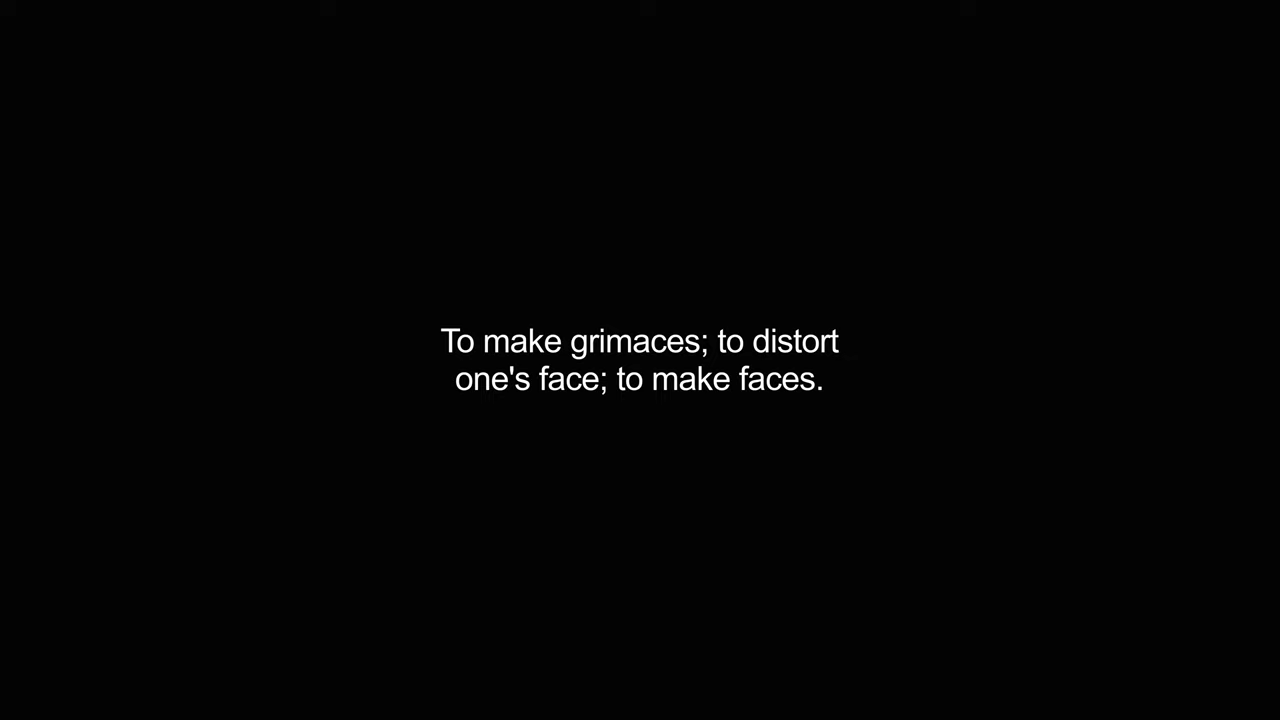 To make grimaces; to distort
one's face; to make faces.